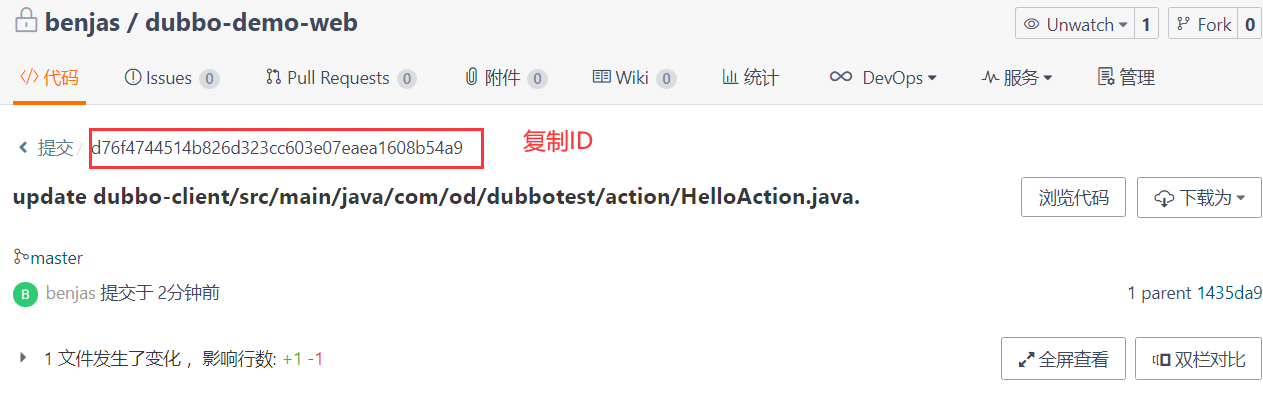 benjas / dubbo-demo-web Unwatch 1 Fork 0
代码 Issues 0 Pull Requests 0 附件 0 Wiki 0 统计 DevOps 服务 管理
提交 / d76f4744514b826d323cc603e07eaea1608b54a9 复制ID
update dubbo-client/src/main/java/com/od/dubbotest/action/HelloAction.java. 浏览代码 下载为
master
B benjas 提交于 2分钟前 1 parent 1435da9
1 文件发生了变化 ，影响行数: +1 -1 全屏查看 双栏对比